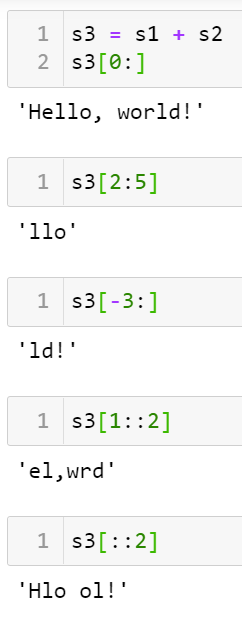 1 s3 = s1 + s2
2 s3[0:]
'Hello, world!'
1 s3[2:5]
'llo'
1 s3[-3:]
'ld!'
1 s3[1::2]
'el,wrd'
1 s3[::2]
'Hlo ol!'